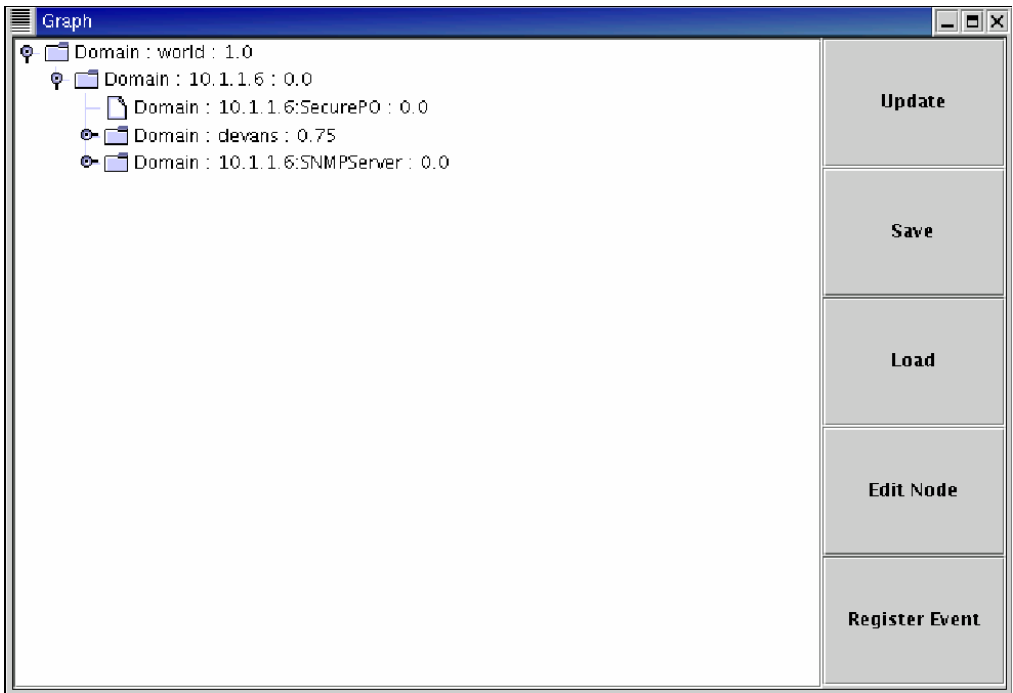 Graph
Domain : world : 1.0
Domain : 10.1.1.6 : 0.0
Domain : 10.1.1.6:SecurePO : 0.0
Domain : devans : 0.75
Domain : 10.1.1.6:SNMPServer : 0.0
Update
Save
Load
Edit Node
Register Event